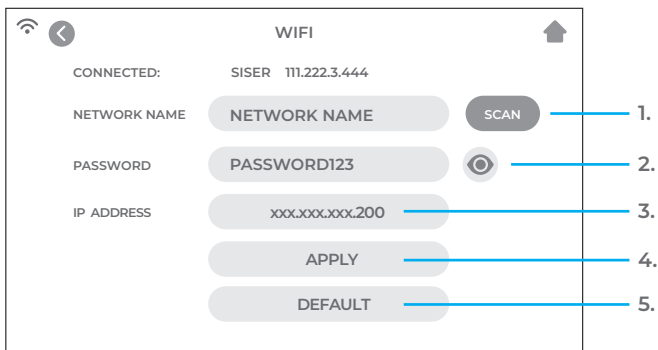 WIFI
CONNECTED: SISER 111.222.3.444
NETWORK NAME NETWORK NAME SCAN 1.
PASSWORD PASSWORD123 2.
IP ADDRESS xxx.xxx.xxx.200 3.
APPLY 4.
DEFAULT 5.